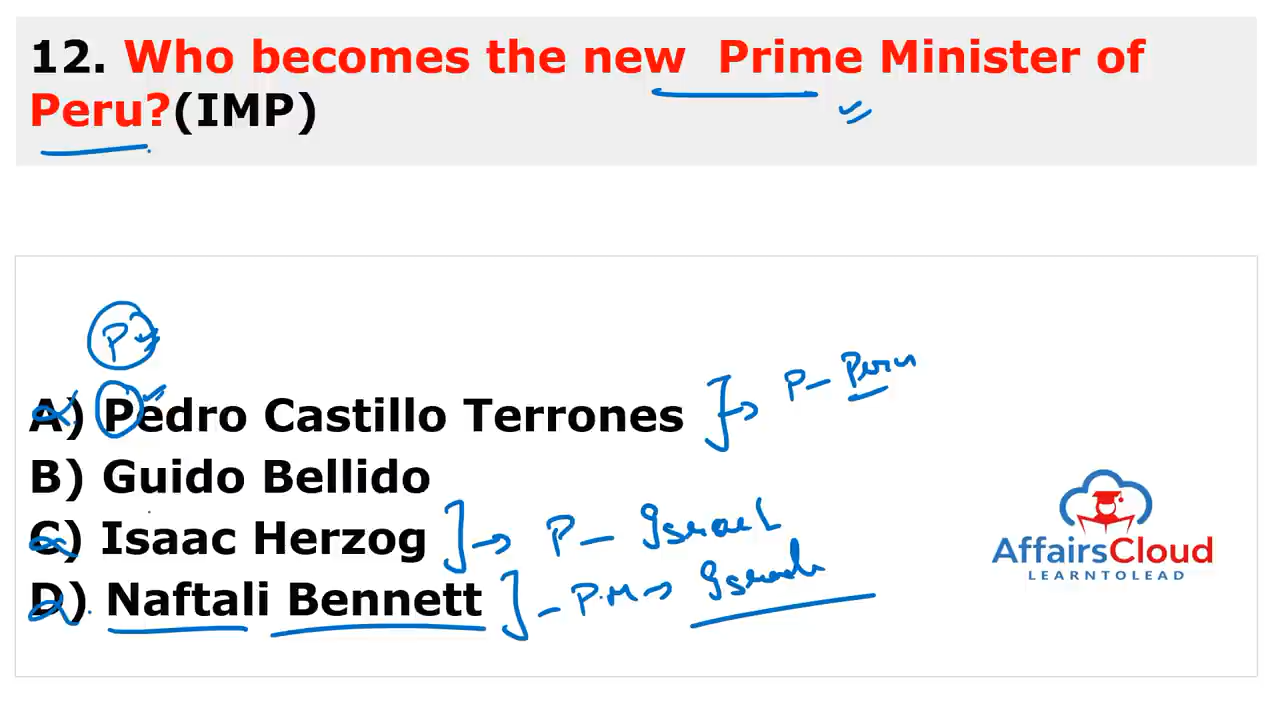 12. Who becomes the new Prime Minister of
Peru?(IMP)
P
A) Pedro Castillo Terrones P – Peru
B) Guido Bellido
C) Isaac Herzog P – Israel
D) Naftali Bennett – P.M → Israel
AffairsCloud
LEARNTOLEAD